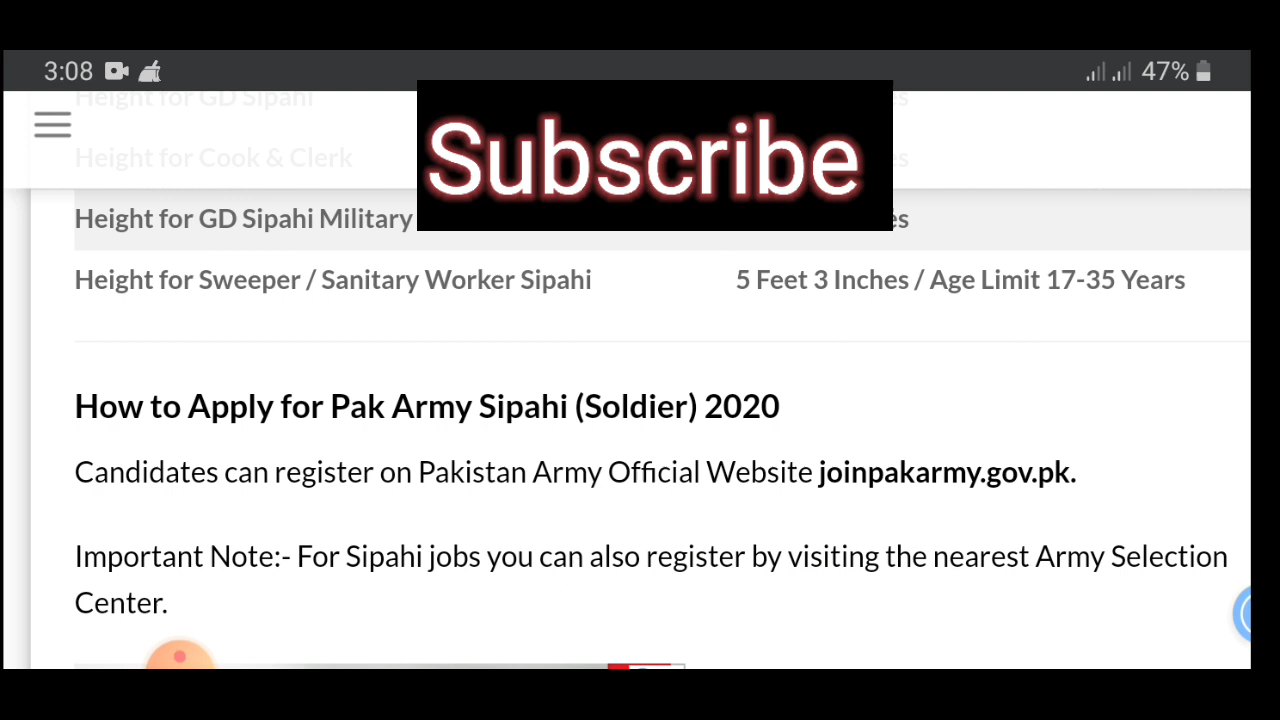 3:08 47%
Height for GD Sipahi es
Subscribe
Height for Cook & Clerk es
Height for GD Sipahi Military es
Height for Sweeper / Sanitary Worker Sipahi 5 Feet 3 Inches / Age Limit 17-35 Years
How to Apply for Pak Army Sipahi (Soldier) 2020
Candidates can register on Pakistan Army Official Website joinpakarmy.gov.pk.
Important Note:- For Sipahi jobs you can also register by visiting the nearest Army Selection
Center.